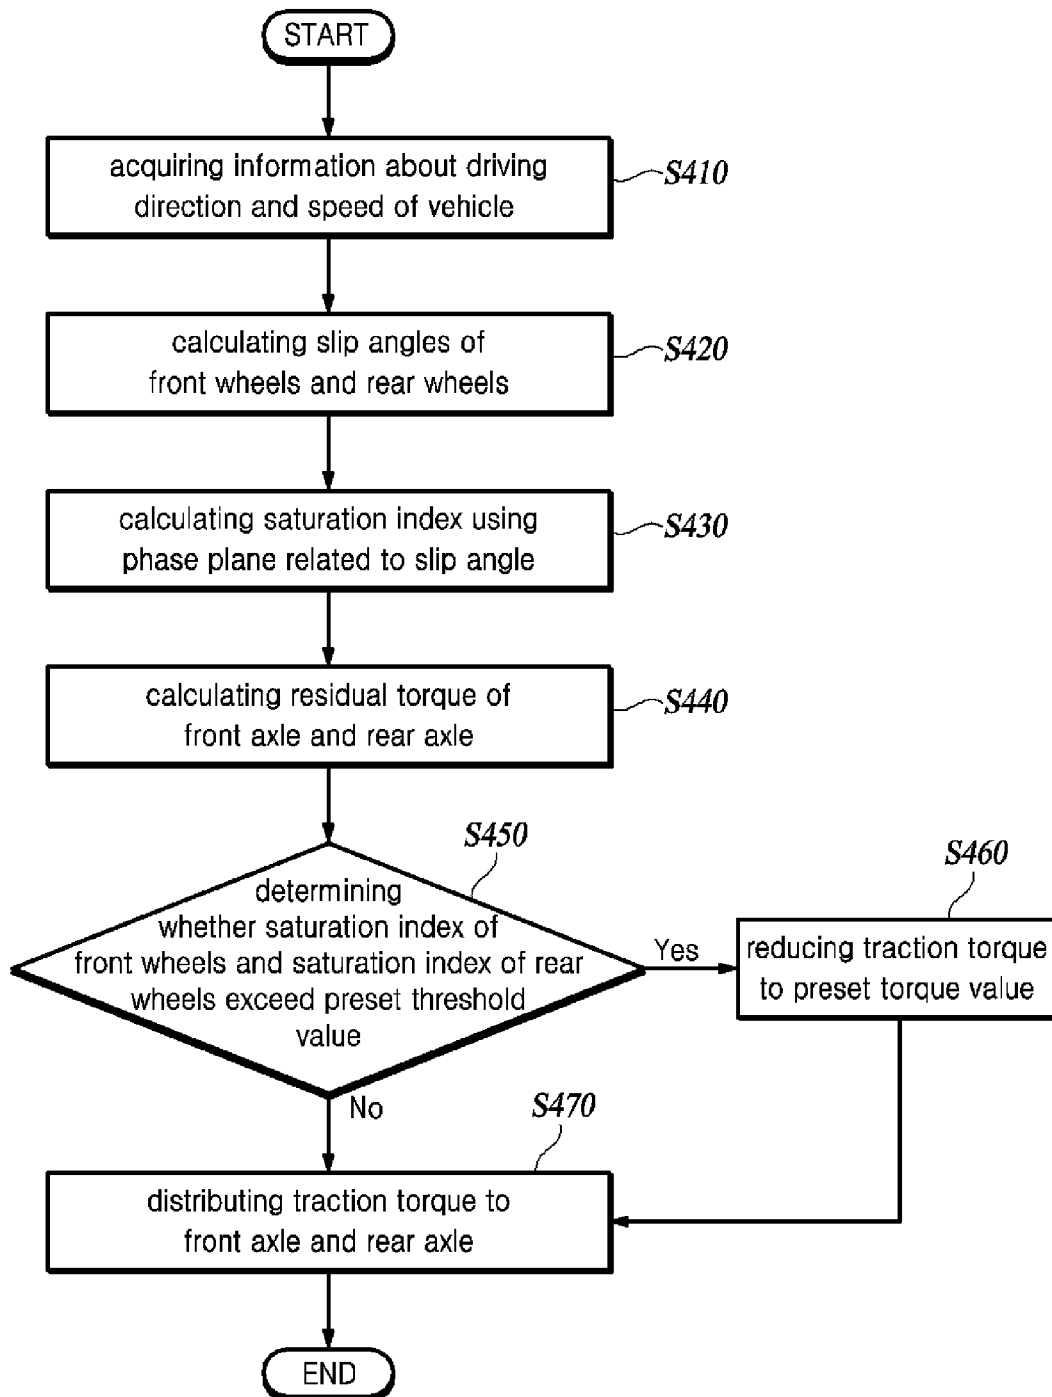 START
acquiring information about driving
direction and speed of vehicle
S410
calculating slip angles of
front wheels and rear wheels
S420
calculating saturation index using
phase plane related to slip angle
S430
calculating residual torque of
front axle and rear axle
S440
S450
determining
whether saturation index of
front wheels and saturation index of rear
wheels exceed preset threshold
value
Yes
S460
reducing traction torque
to preset torque value
No
S470
distributing traction torque to
front axle and rear axle
END